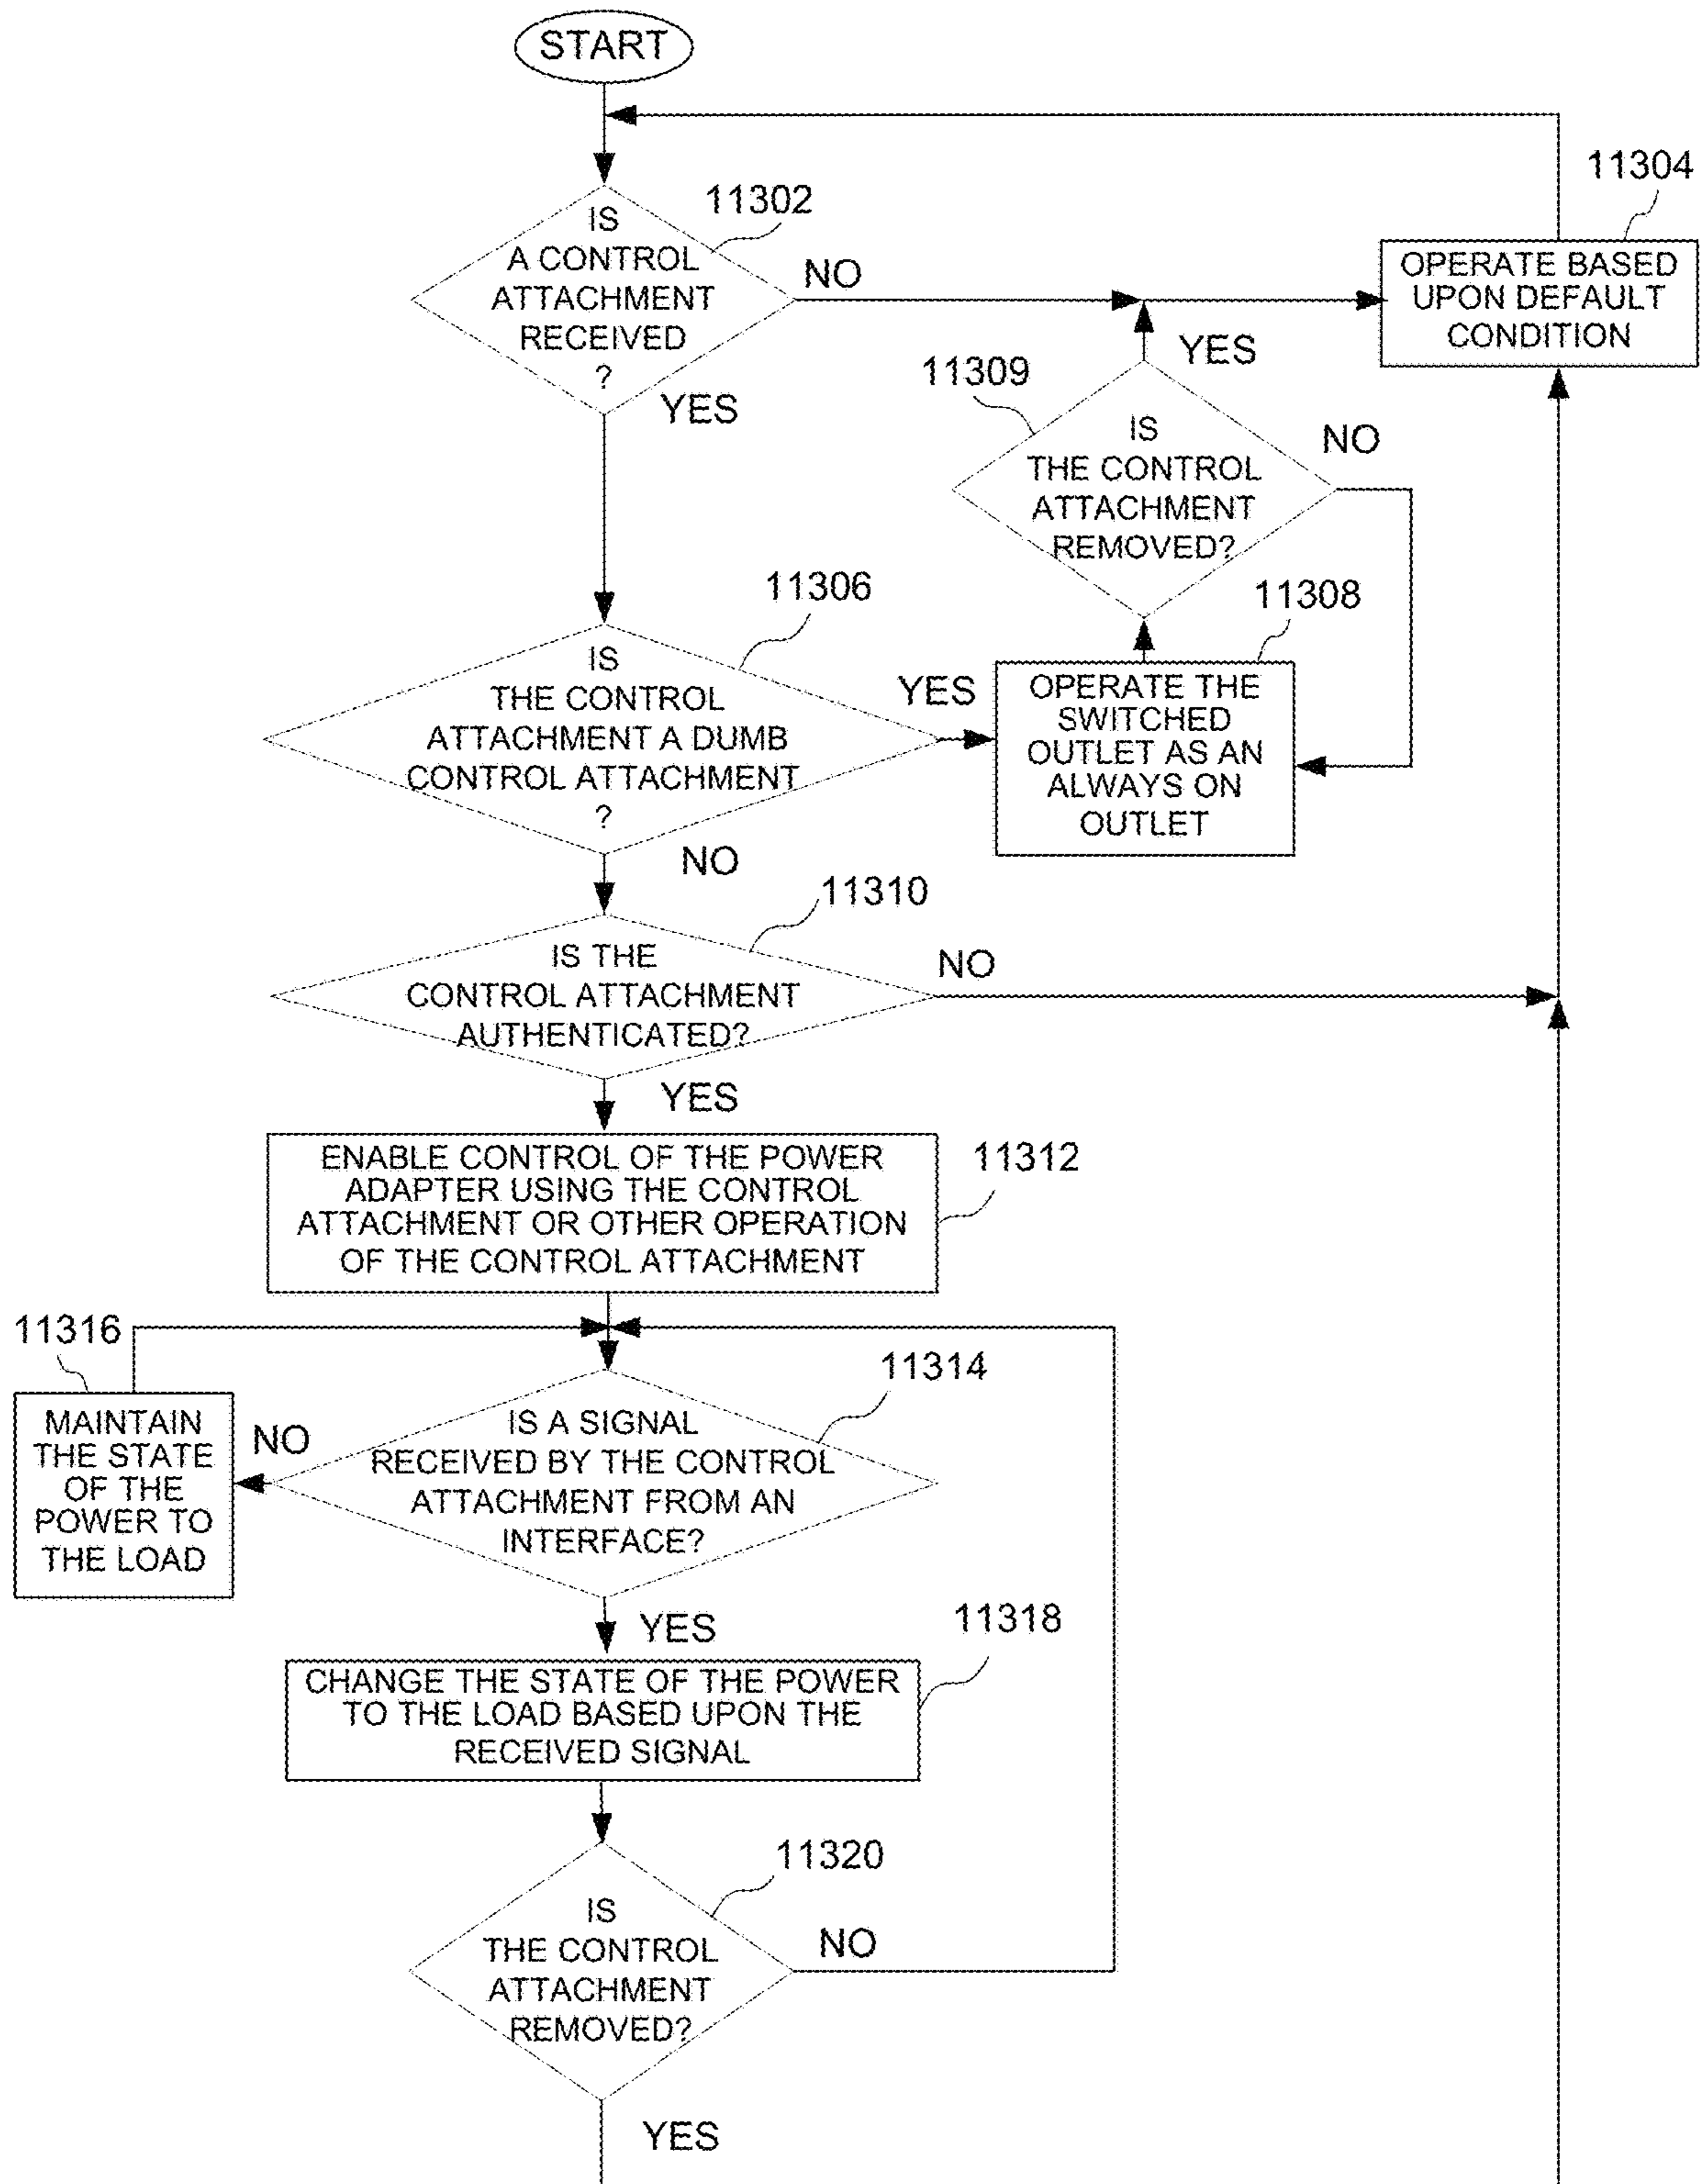 START
11302
IS
A CONTROL
ATTACHMENT
RECEIVED
?
NO
YES
11304
OPERATE BASED
UPON DEFAULT
CONDITION
11309
YES
IS
THE CONTROL
ATTACHMENT
REMOVED?
NO
11306
IS
THE CONTROL
ATTACHMENT A DUMB
CONTROL ATTACHMENT
?
YES
NO
11308
OPERATE THE
SWITCHED
OUTLET AS AN
ALWAYS ON
OUTLET
11310
IS THE
CONTROL ATTACHMENT
AUTHENTICATED?
NO
YES
ENABLE CONTROL OF THE POWER
ADAPTER USING THE CONTROL
ATTACHMENT OR OTHER OPERATION
OF THE CONTROL ATTACHMENT
11312
11316
MAINTAIN
THE STATE
OF THE
POWER TO
THE LOAD
NO
11314
IS A SIGNAL
RECEIVED BY THE CONTROL
ATTACHMENT FROM AN
INTERFACE?
YES
11318
CHANGE THE STATE OF THE POWER
TO THE LOAD BASED UPON THE
RECEIVED SIGNAL
11320
IS
THE CONTROL
ATTACHMENT
REMOVED?
NO
YES